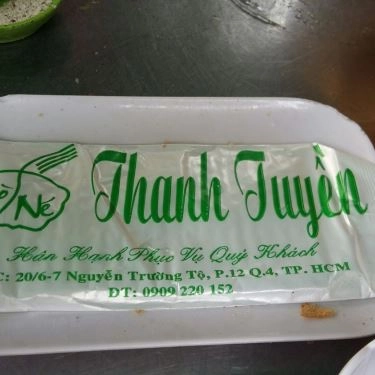 Né
Thanh Tuyền
Hân Hạnh Phục Vụ Quý Khách
C: 20/6-7 Nguyễn Trường Tộ, P.12 Q.4, TP. HCM
ĐT: 0909 220 152